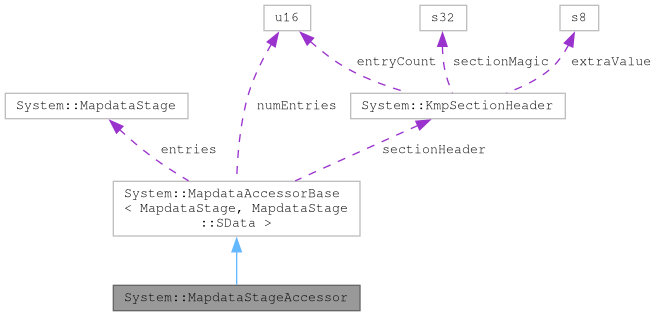 u16
s32
s8
entryCount
sectionMagic
extraValue
System::MapdataStage
numEntries
System::KmpSectionHeader
entries
sectionHeader
System::MapdataAccessorBase
< MapdataStage, MapdataStage
::SData >
System::MapdataStageAccessor